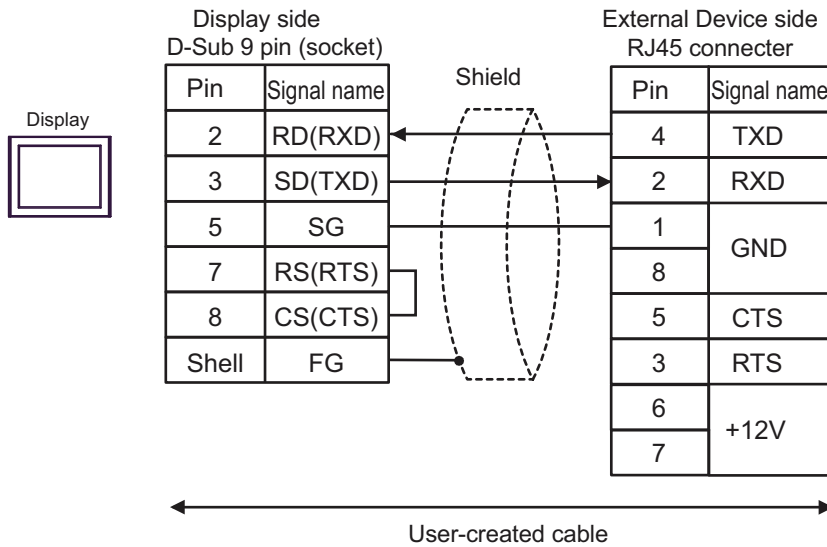 Display side
D-Sub 9 pin (socket)
External Device side
RJ45 connecter
Shield
Display
Pin Signal name
2 RD(RXD)
3 SD(TXD)
5 SG
7 RS(RTS)
8 CS(CTS)
Shell FG
Pin Signal name
4 TXD
2 RXD
1
8
GND
5 CTS
3 RTS
6
7
+12V
User-created cable